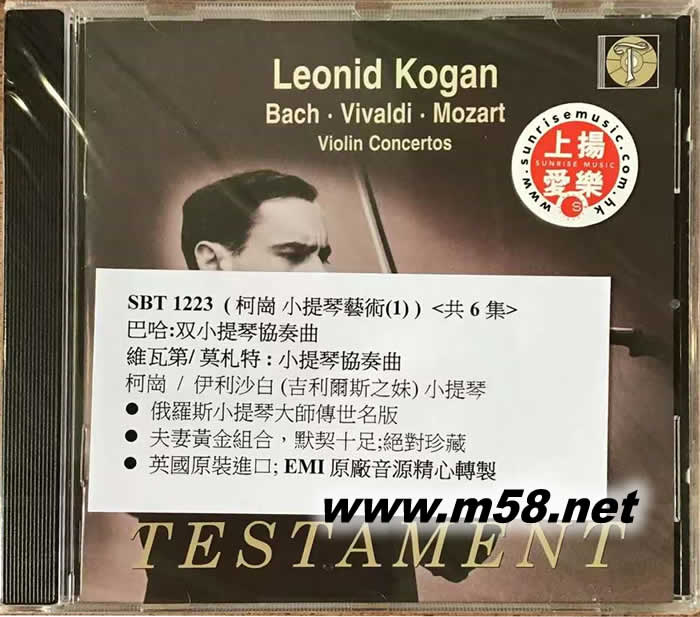 Leonid Kogan
Bach · Vivaldi · Mozart
Violin Concertos
T
www.sunrisemusic.com.hk
上揚
SUNRISE MUSIC
愛樂
S
SBT 1223 ( 柯崗 小提琴藝術(1) ) <共 6 集>
巴哈:双小提琴協奏曲
維瓦第/ 莫札特 : 小提琴協奏曲
柯崗 / 伊利沙白 (吉利爾斯之妹) 小提琴
● 俄羅斯小提琴大師傳世名版
● 夫妻黃金組合，默契十足;絕對珍藏
● 英國原裝進口; EMI 原廠音源精心轉製
www.m58.net
TESTAMENT